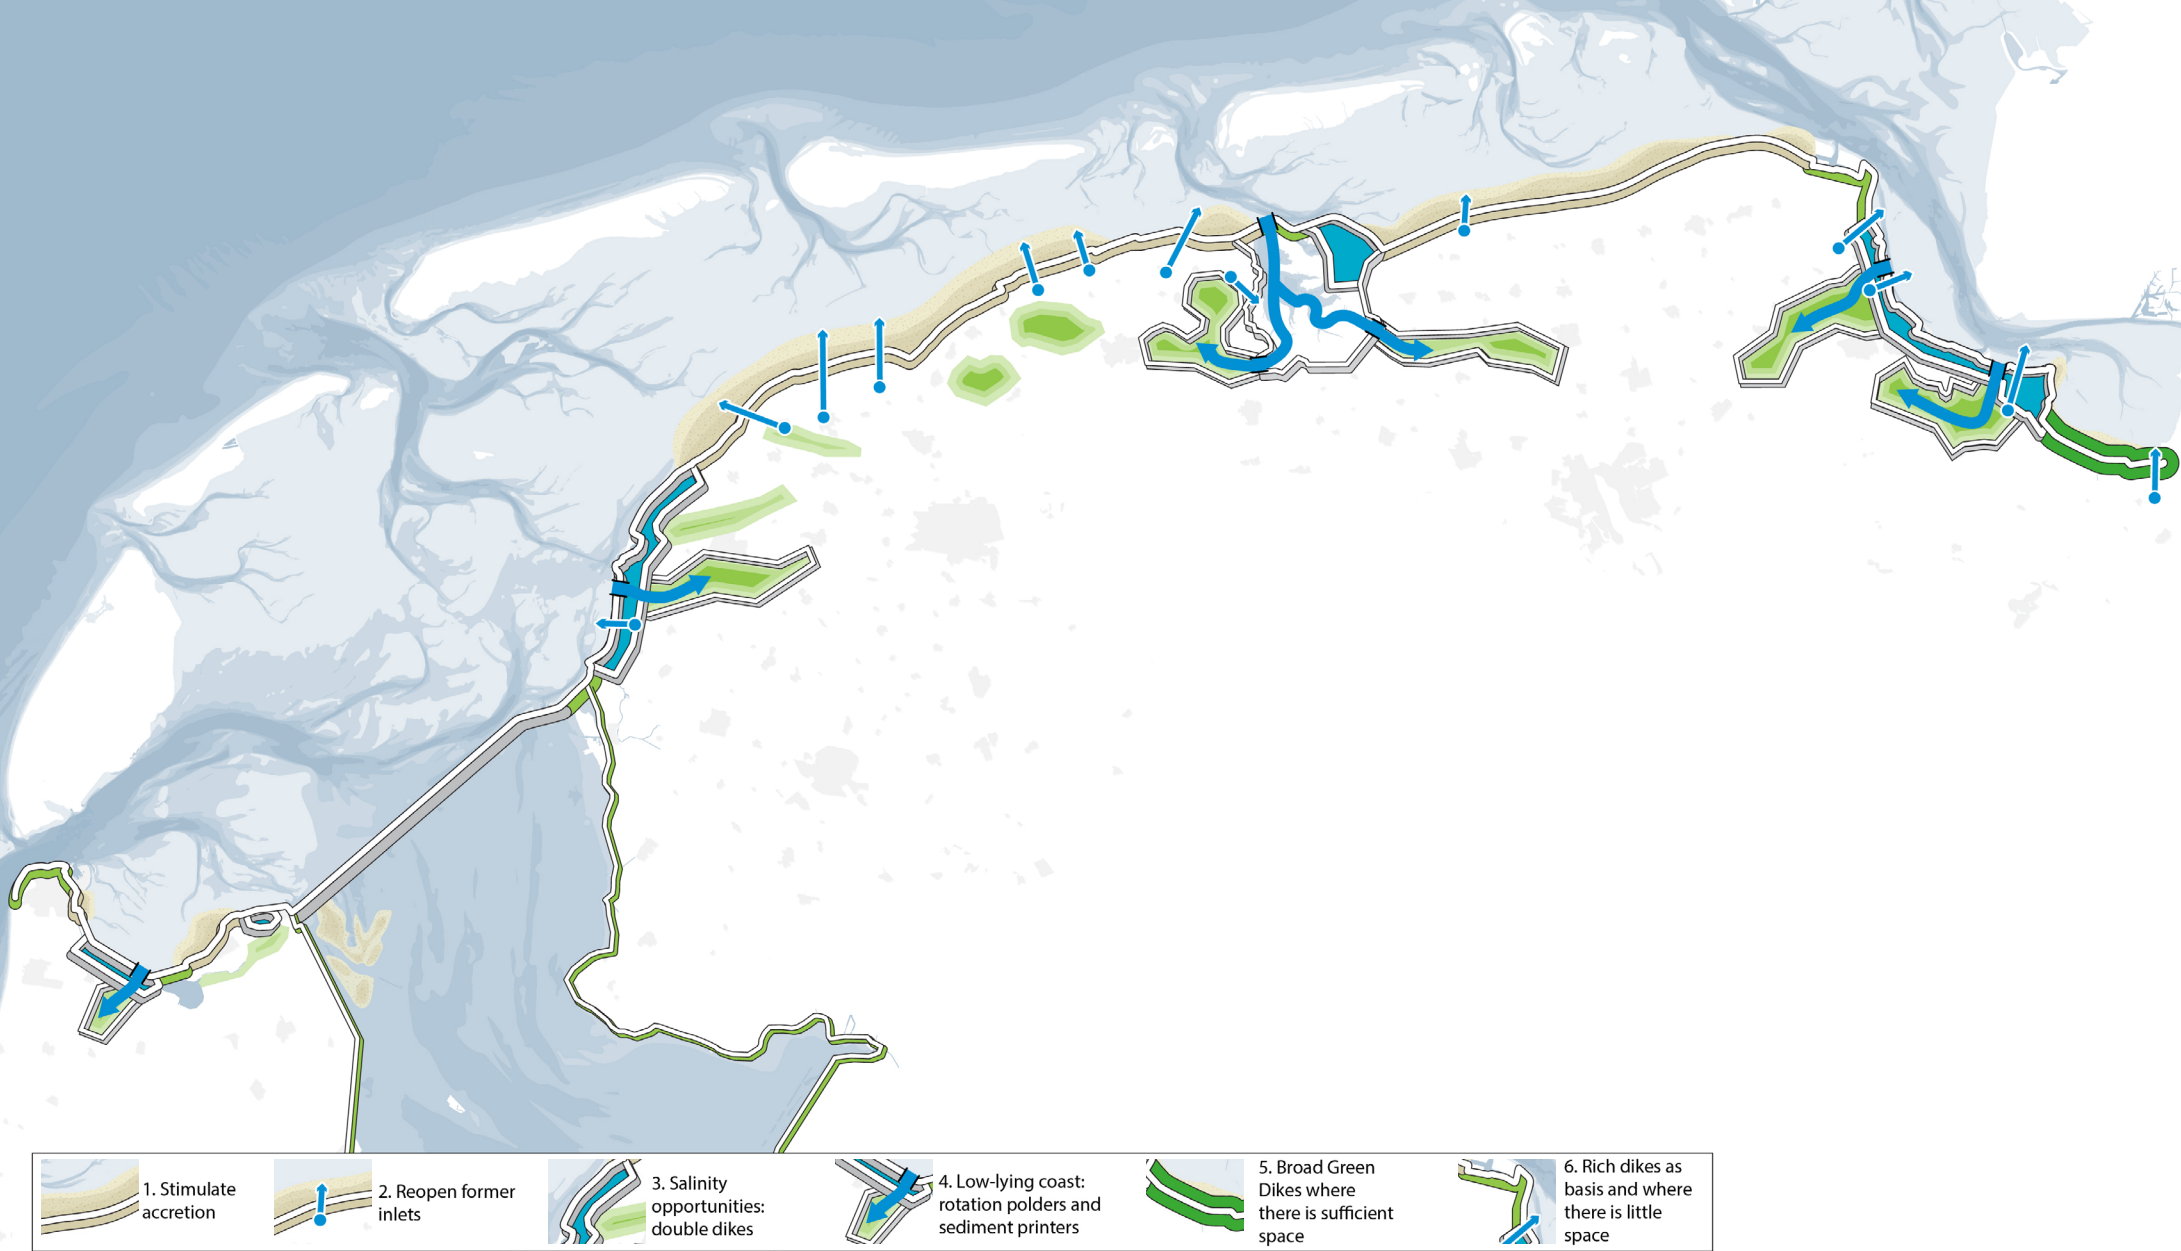 1. Stimulate
accretion
2. Reopen former
inlets
3. Salinity
opportunities:
double dikes
4. Low-lying coast:
rotation polders and
sediment printers
5. Broad Green
Dikes where
there is sufficient
space
6. Rich dikes as
basis and where
there is little
space